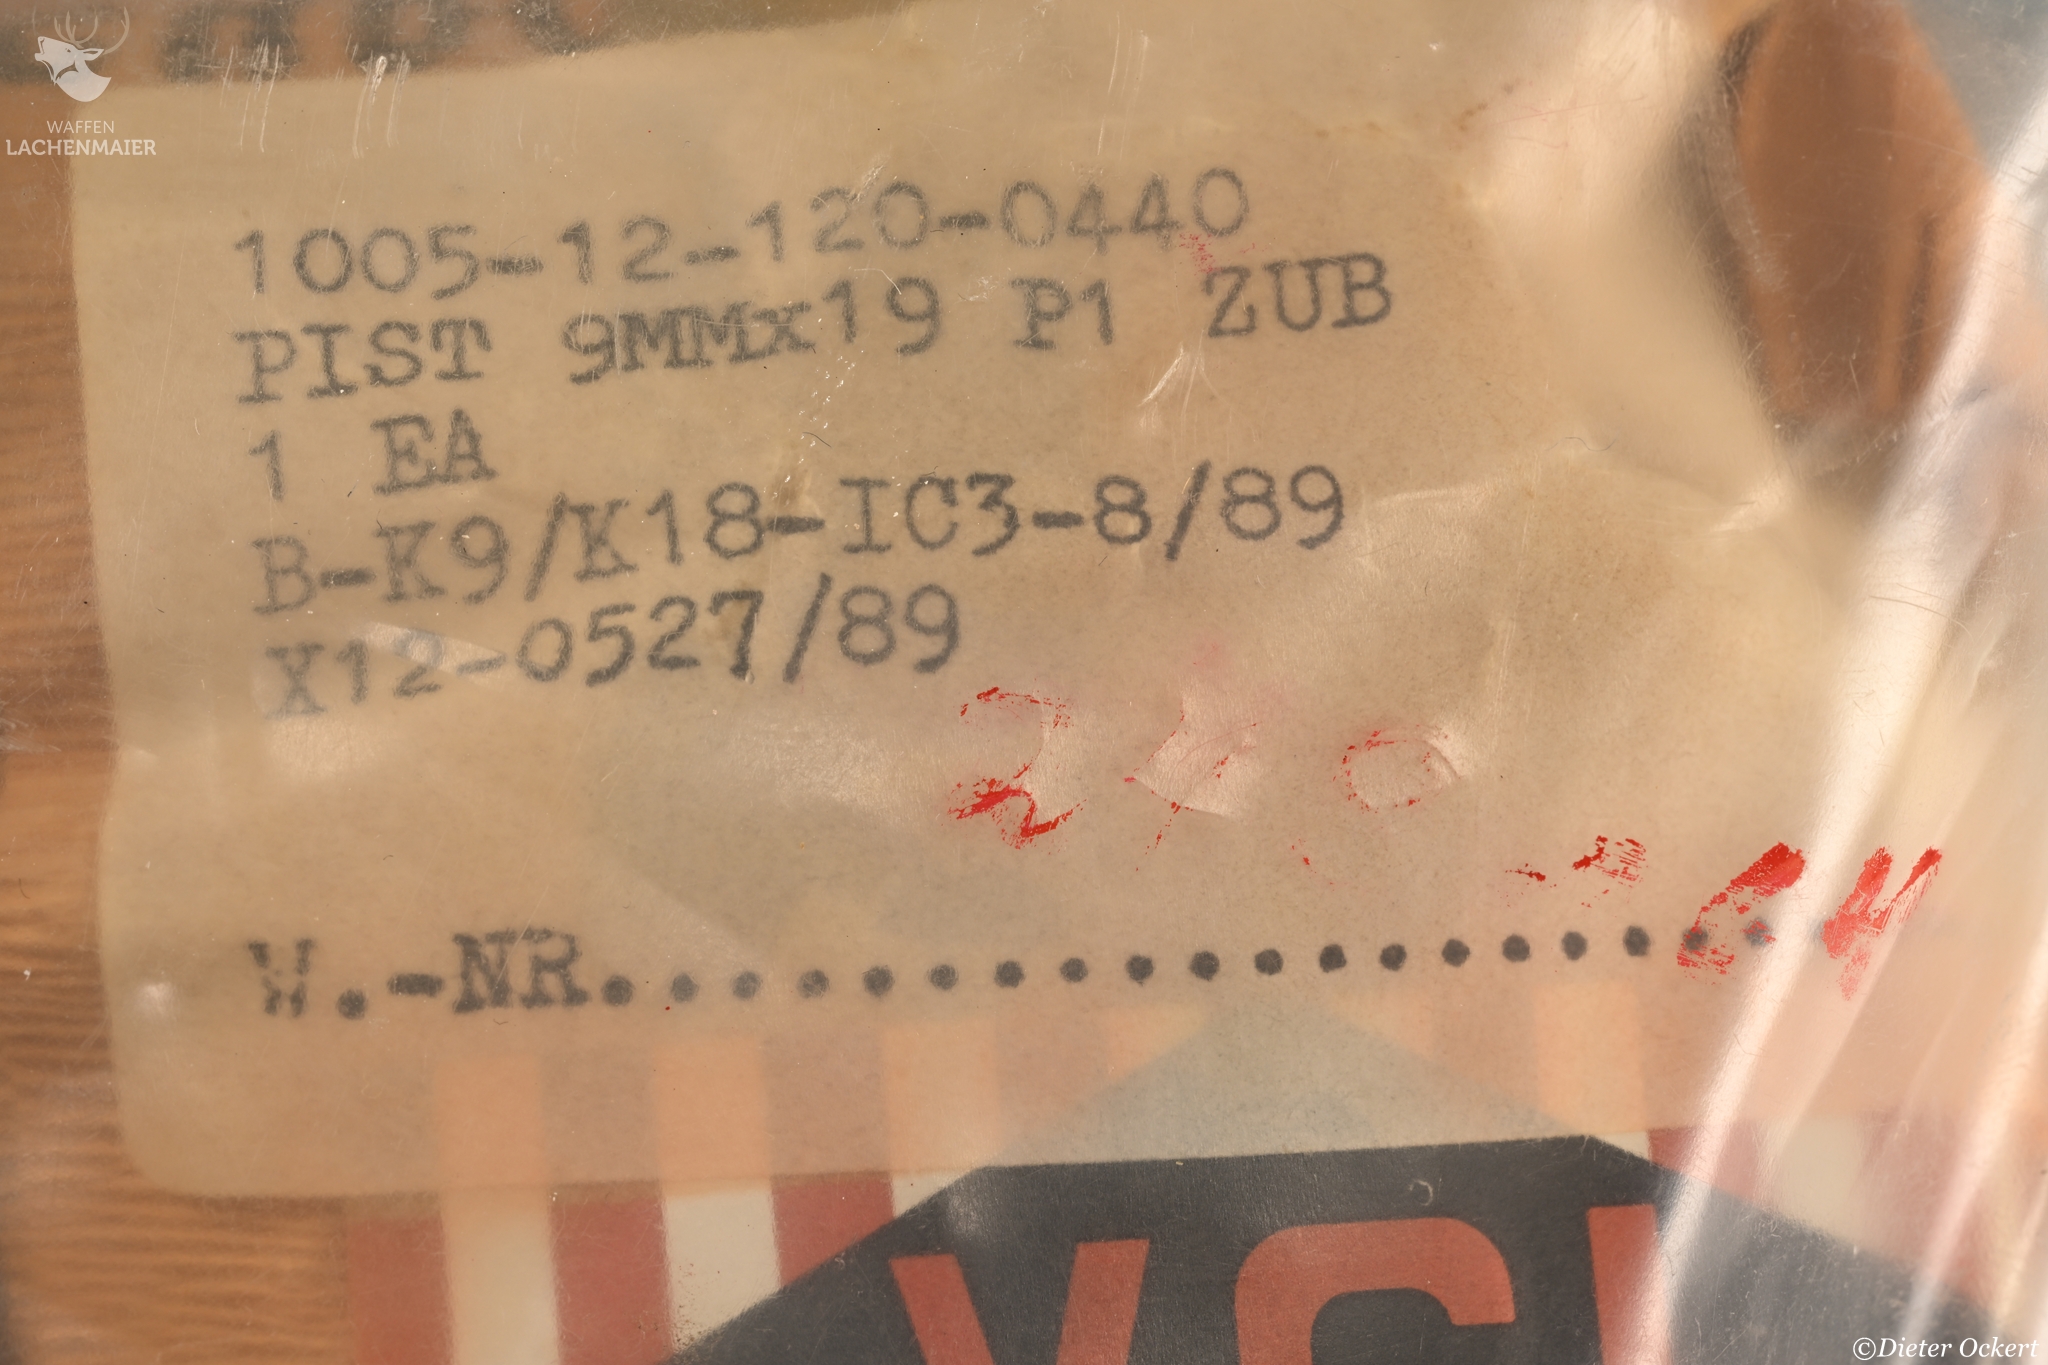 WAFFEN
LACHENMAIER
1005-12-120-0440
PIST 9MMX19 P1 ZUB
1 EA
B-K9/K18-IC3-8/89
X12-0527/89
W.-NR...................
©Dieter Ockert